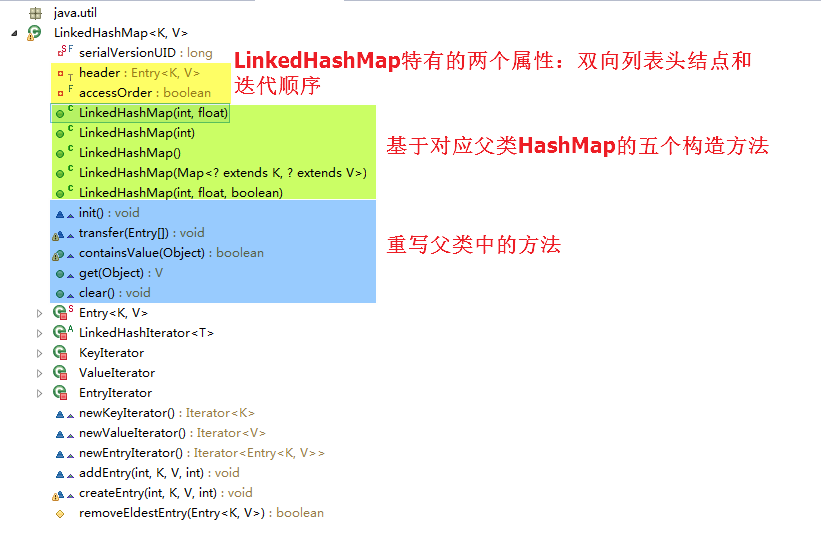 java.util
LinkedHashMap<K, V>
serialVersionUID : long
header : Entry<K, V>
accessOrder : boolean
LinkedHashMap特有的两个属性：双向列表头结点和
迭代顺序
LinkedHashMap(int, float)
LinkedHashMap(int)
LinkedHashMap()
LinkedHashMap(Map<? extends K, ? extends V>)
LinkedHashMap(int, float, boolean)
基于对应父类HashMap的五个构造方法
init() : void
transfer(Entry[]) : void
containsValue(Object) : boolean
get(Object) : V
clear() : void
重写父类中的方法
Entry<K, V>
LinkedHashIterator<T>
KeyIterator
ValueIterator
EntryIterator
newKeyIterator() : Iterator<K>
newValueIterator() : Iterator<V>
newEntryIterator() : Iterator<Entry<K, V>>
addEntry(int, K, V, int) : void
createEntry(int, K, V, int) : void
removeEldestEntry(Entry<K, V>) : boolean